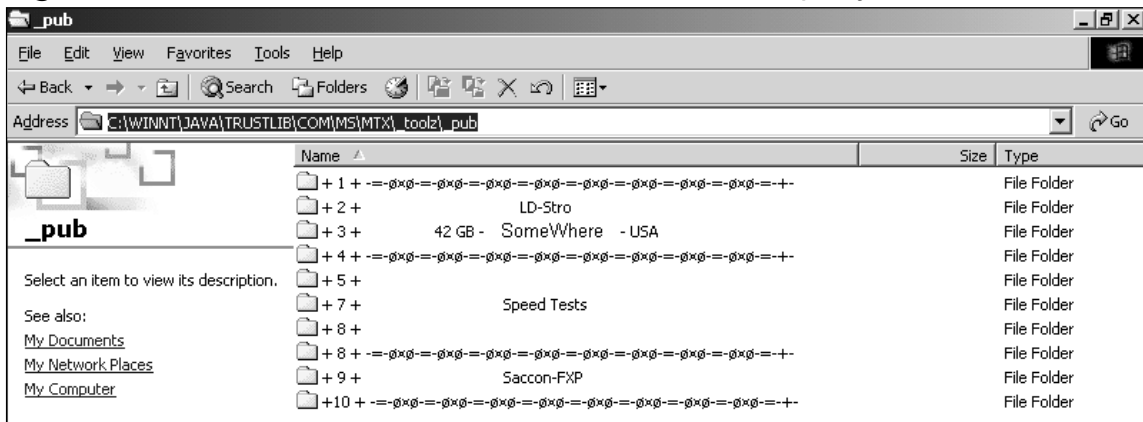 _pub
File Edit View Favorites Tools Help
Back Search Folders
Address C:\WINNT\JAVA\TRUSTLIB\COM\MS\MTX\_toolz\_pub Go
Name Size Type
+ 1 + -=-øxø-=-øxø-=-øxø-=-øxø-=-øxø-=-øxø-=-øxø-=-øxø-=-+- File Folder
+ 2 + LD-Stro File Folder
+ 3 + 42 GB - SomeWhere - USA File Folder
+ 4 + -=-øxø-=-øxø-=-øxø-=-øxø-=-øxø-=-øxø-=-øxø-=-øxø-=-+- File Folder
+ 5 + File Folder
+ 7 + Speed Tests File Folder
+ 8 + File Folder
+ 8 + -=-øxø-=-øxø-=-øxø-=-øxø-=-øxø-=-øxø-=-øxø-=-øxø-=-+- File Folder
+ 9 + Saccon-FXP File Folder
+10 + -=-øxø-=-øxø-=-øxø-=-øxø-=-øxø-=-øxø-=-øxø-=-øxø-=-+- File Folder
_pub
Select an item to view its description.
See also:
My Documents
My Network Places
My Computer